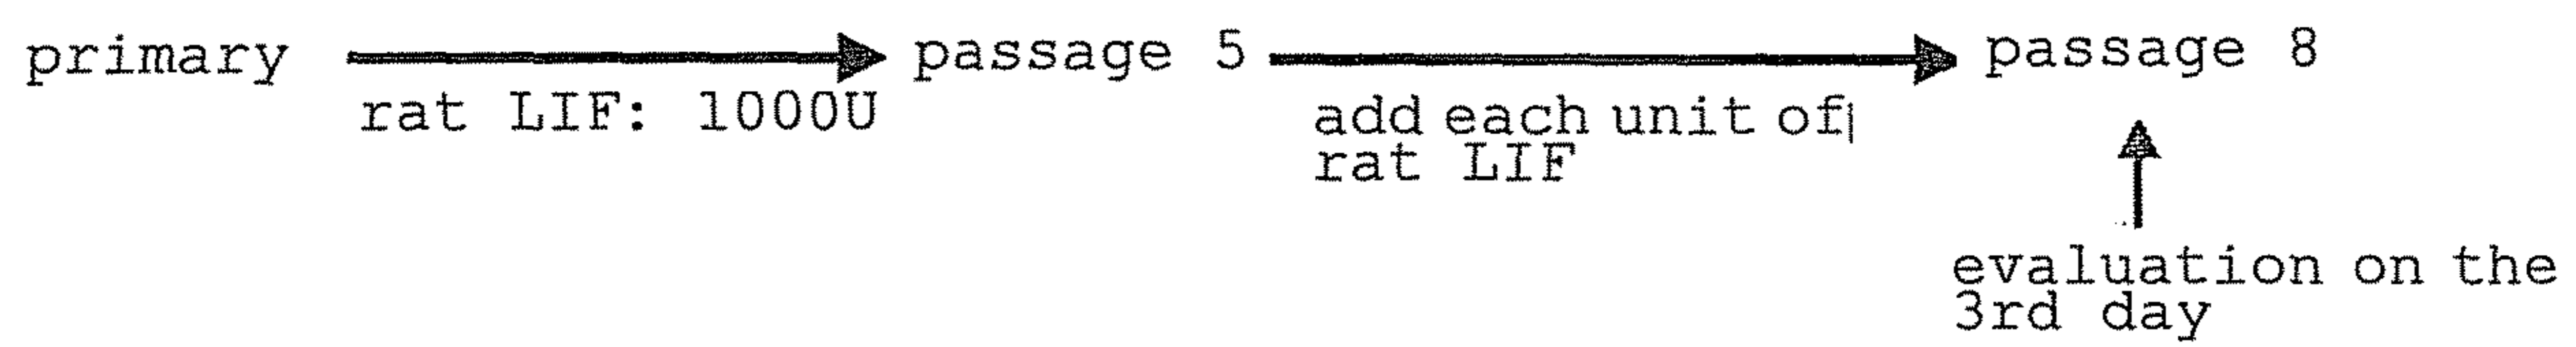 primary
passage 5
passage 8
rat LIF: 1000U
add each unit of
rat LIF
evaluation on the
3rd day